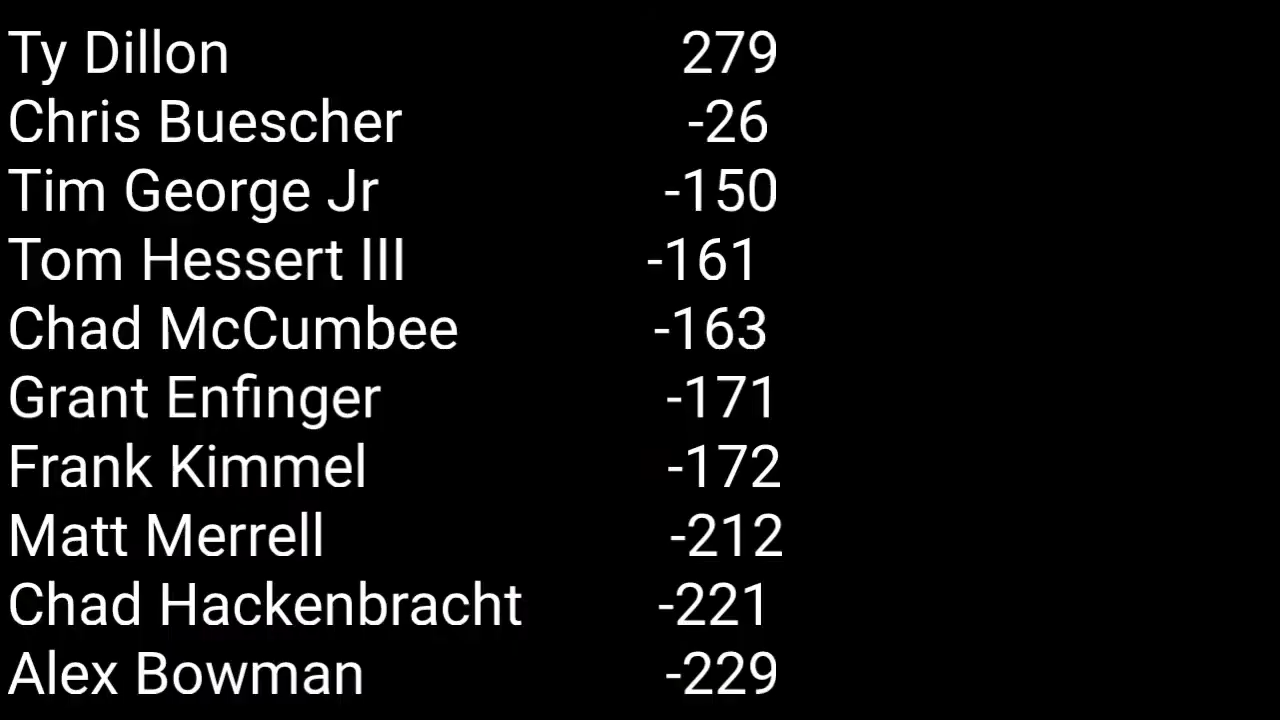 Ty Dillon 279
Chris Buescher -26
Tim George Jr -150
Tom Hessert III -161
Chad McCumbee -163
Grant Enfinger -171
Frank Kimmel -172
Matt Merrell -212
Chad Hackenbracht -221
Alex Bowman -229